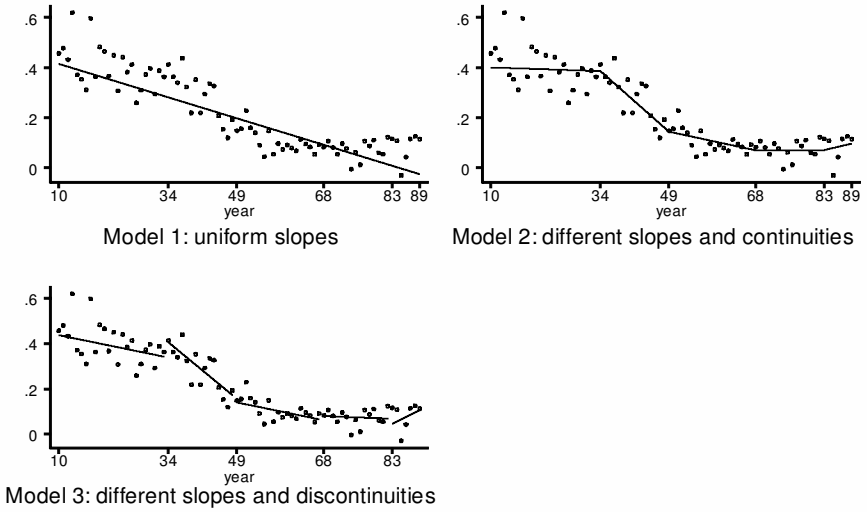 .6
.4
.2
0
10 34 49 68 83 89
year
Model 1: uniform slopes
.6
.4
.2
0
10 34 49 68 83 89
year
Model 2: different slopes and continuities
.6
.4
.2
0
10 34 49 68 83
year
Model 3: different slopes and discontinuities